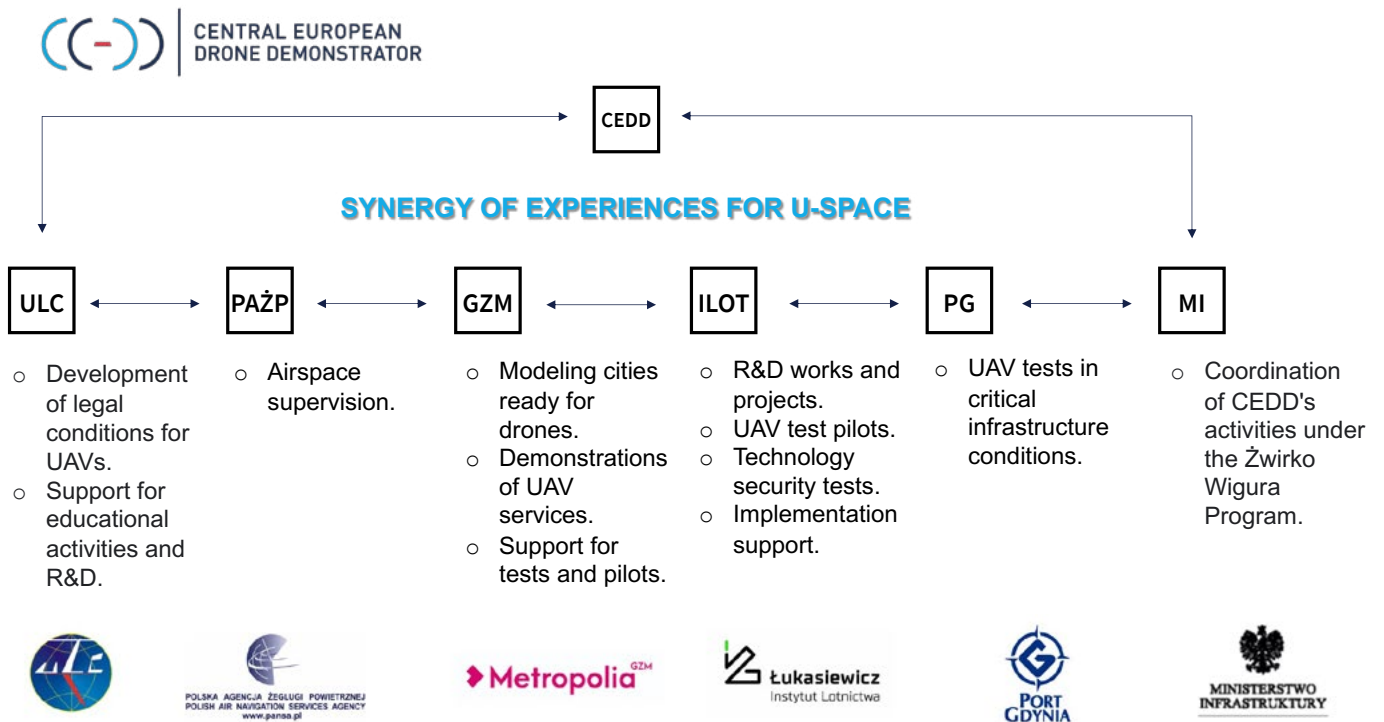 CENTRAL EUROPEAN
DRONE DEMONSTRATOR
CEDD
SYNERGY OF EXPERIENCES FOR U-SPACE
ULC
PAŻP
GZM
ILOT
PG
MI
o Development
of legal
conditions for
UAVs.
o Support for
educational
activities and
R&D.
o Airspace
supervision.
o Modeling cities
ready for
drones.
o Demonstrations
of UAV
services.
o Support for
tests and pilots.
o R&D works and
projects.
o UAV test pilots.
o Technology
security tests.
o Implementation
support.
o UAV tests in
critical
infrastructure
conditions.
o Coordination
of CEDD's
activities under
the Żwirko
Wigura
Program.
ulc
POLSKA AGENCJA ŻEGLUGI POWIETRZNEJ
POLISH AIR NAVIGATION SERVICES AGENCY
www.pansa.pl
Metropolia GZM
Łukasiewicz
Instytut Lotnictwa
G
PORT
GDYNIA
MINISTERSTWO
INFRASTRUKTURY